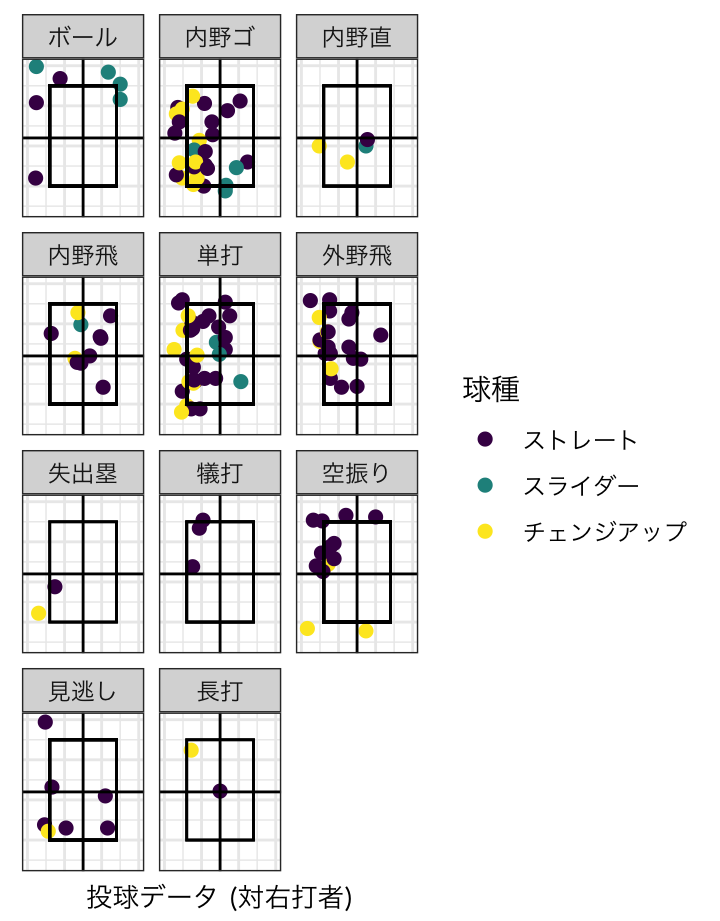 ボール
内野ゴ
内野直
内野飛
単打
外野飛
失出塁
犠打
空振り
見逃し
長打
球種
ストレート
スライダー
チェンジアップ
投球データ (対右打者)